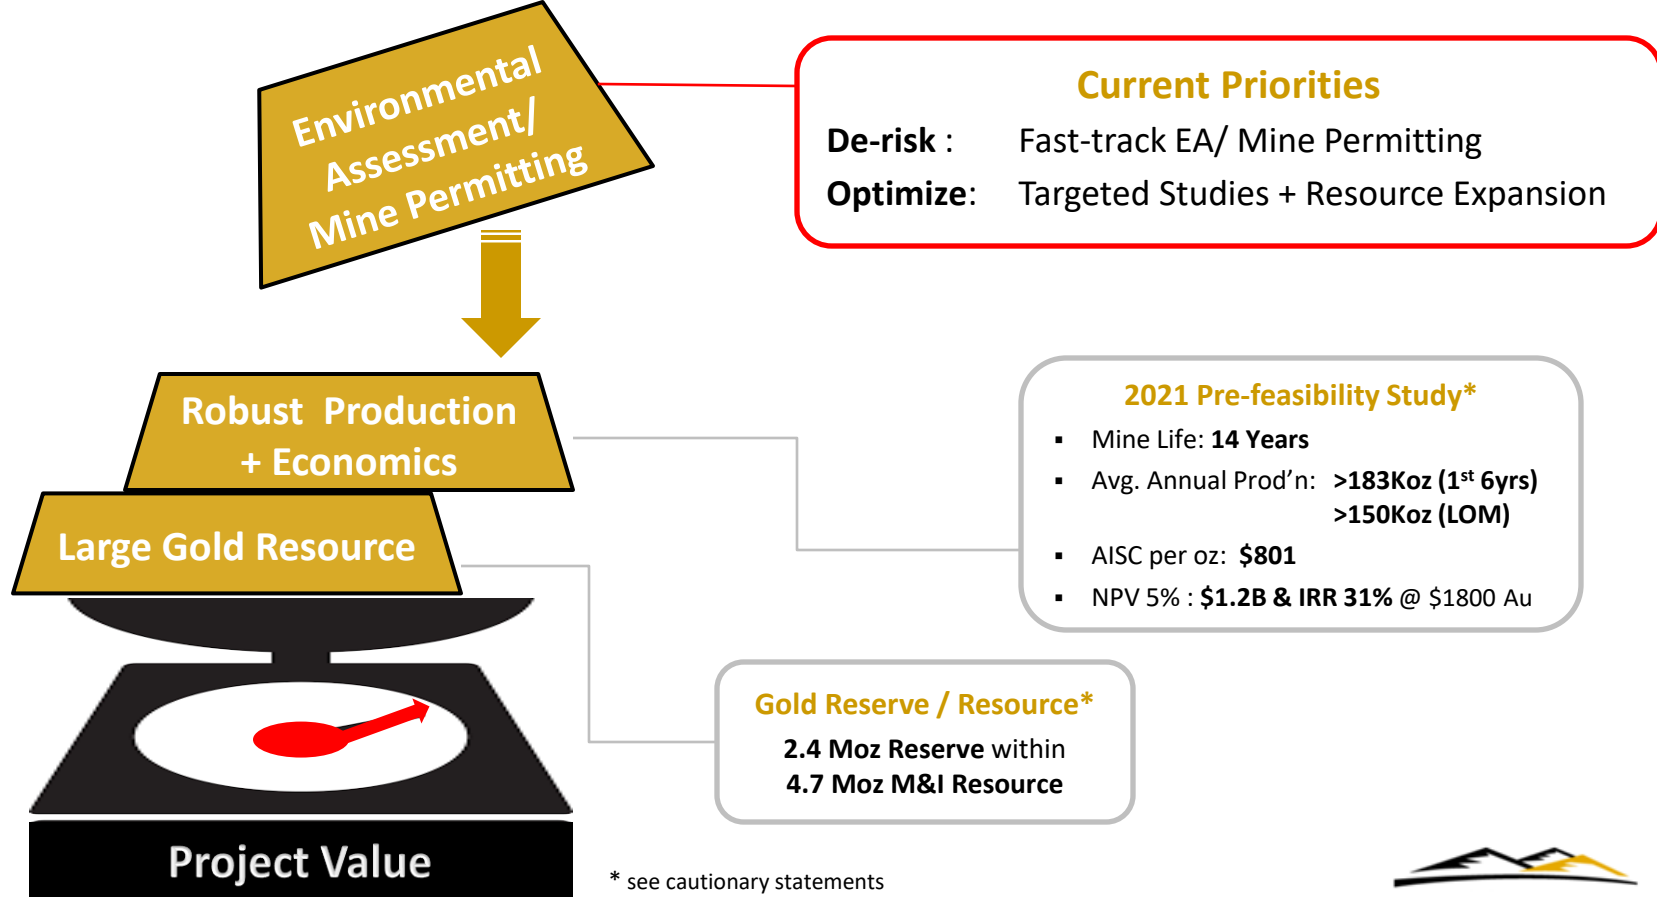 Environmental
Assessment/
Mine Permitting
Current Priorities
De-risk : Fast-track EA/ Mine Permitting
Optimize: Targeted Studies + Resource Expansion
Robust Production
+ Economics
Large Gold Resource
2021 Pre-feasibility Study*
▪ Mine Life: 14 Years
▪ Avg. Annual Prod’n: >183Koz (1st 6yrs)
>150Koz (LOM)
▪ AISC per oz: $801
▪ NPV 5% : $1.2B & IRR 31% @ $1800 Au
Gold Reserve / Resource*
2.4 Moz Reserve within
4.7 Moz M&I Resource
Project Value
* see cautionary statements